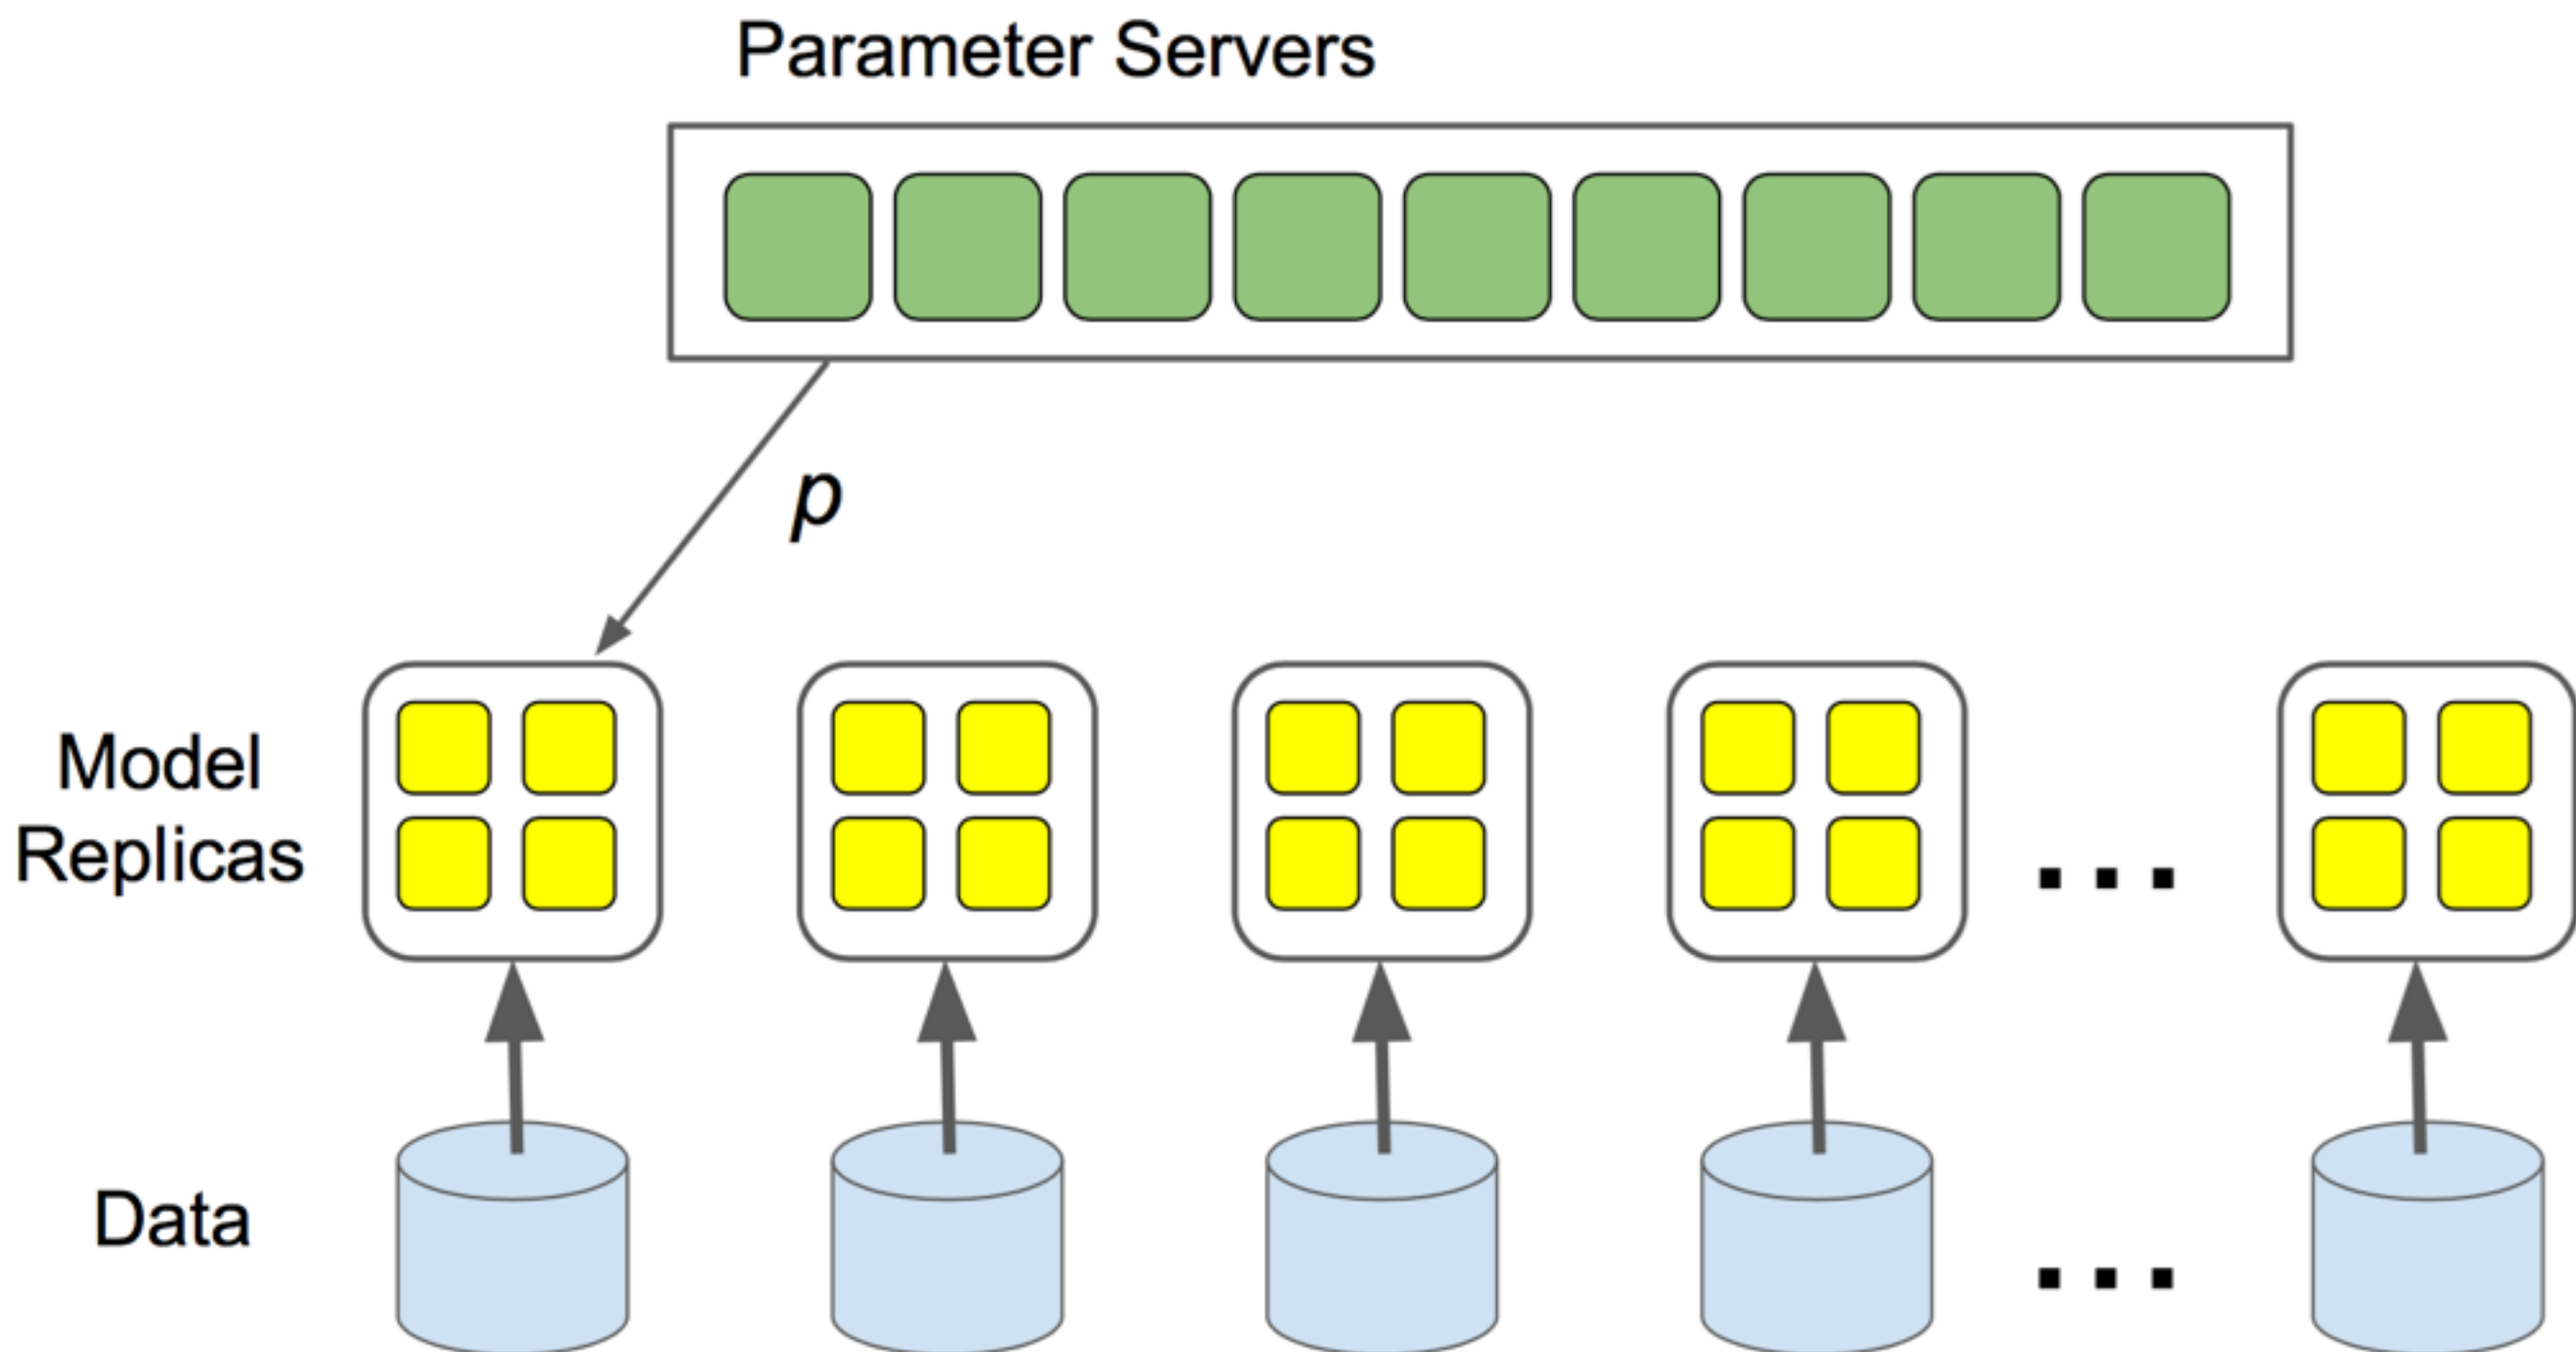 Parameter Servers
p
Model
Replicas
. . .
Data
. . .